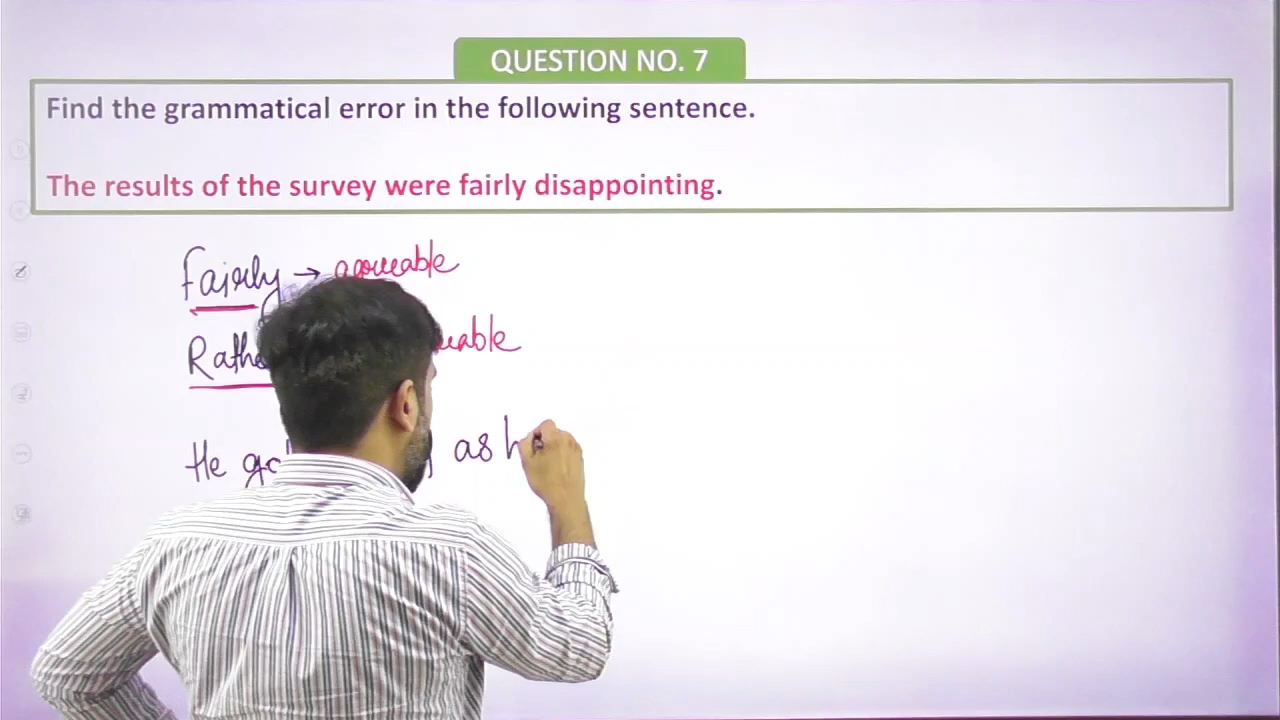 QUESTION NO. 7
Find the grammatical error in the following sentence.
The results of the survey were fairly disappointing.
Fairly → agreeable
He as